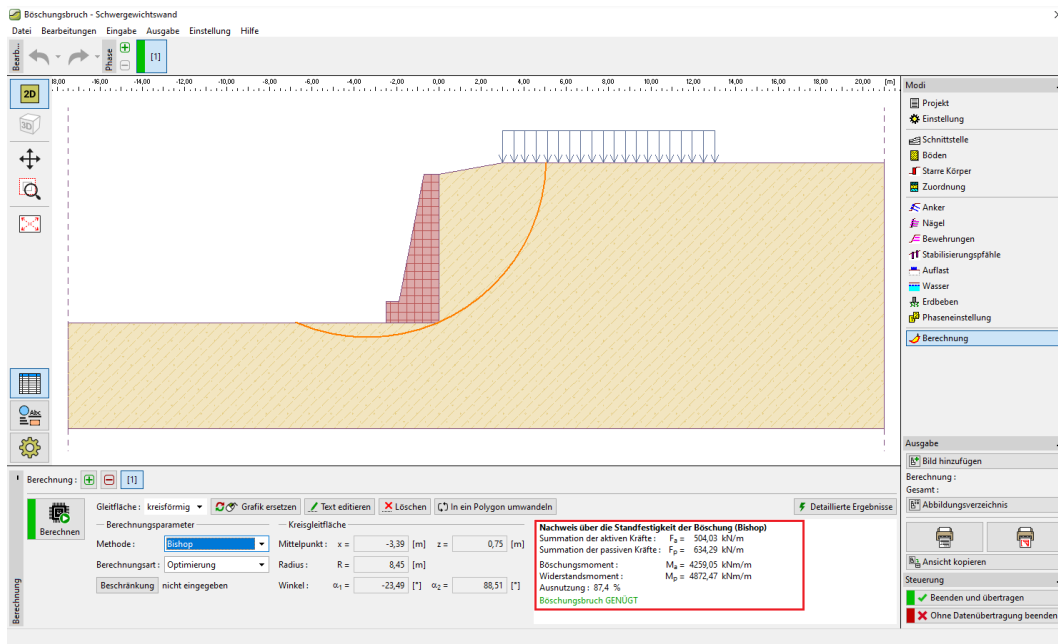 Böschungsbruch - Schwergewichtswand
Datei Bearbeitungen Eingabe Ausgabe Einstellung Hilfe
Bearb... Phase [1]
18,00 -16,00 -14,00 -12,00 -10,00 -8,00 -6,00 -4,00 -2,00 0,00 2,00 4,00 6,00 8,00 10,00 12,00 14,00 16,00 18,00 20,00 [m]
2D
3D
Abc
Modi
Projekt
Einstellung
Schnittstelle
Böden
Starre Körper
Zuordnung
Anker
Nägel
Bewehrungen
Stabilisierungspfähle
Auflast
Wasser
Erdbeben
Phaseneinstellung
Berechnung
Ausgabe
Bild hinzufügen
Berechnung :
Gesamt :
Abbildungsverzeichnis
Ansicht kopieren
Steuerung
Beenden und übertragen
Ohne Datenübertragung beenden
Berechnung : [1]
Berechnen
Gleitfläche : kreisförmig Grafik ersetzen Text editieren Löschen In ein Polygon umwandeln Detaillierte Ergebnisse
Berechnungsparameter
Methode : Bishop
Berechnungsart : Optimierung
Beschränkung nicht eingegeben
Kreisgleitfläche
Mittelpunkt : x = -3,39 [m] z = 0,75 [m]
Radius : R = 8,45 [m]
Winkel : α1 = -23,49 [°] α2 = 88,51 [°]
Nachweis über die Standfestigkeit der Böschung (Bishop)
Summation der aktiven Kräfte : Fa = 504,03 kN/m
Summation der passiven Kräfte : Fp = 634,29 kN/m
Böschungsmoment : Ma = 4259,05 kNm/m
Widerstandsmoment : Mp = 4872,47 kNm/m
Ausnutzung : 87,4 %
Böschungsbruch GENÜGT
Berechnung